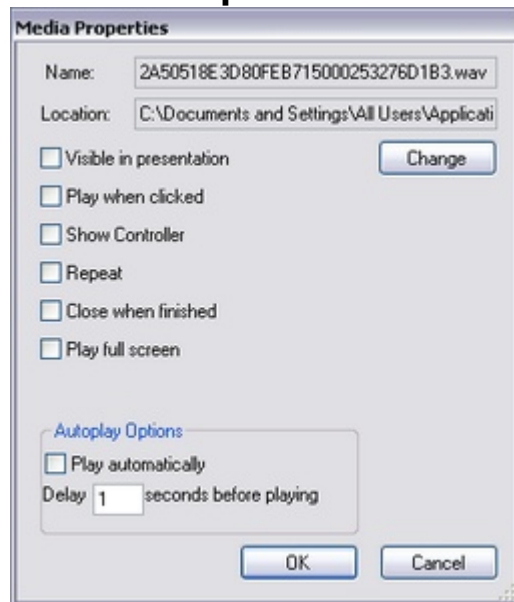 Media Properties
Name: 2A50518E3D80FEB715000253276D1B3.wav
Location: C:\Documents and Settings\All Users\Applicati
Visible in presentation Change
Play when clicked
Show Controller
Repeat
Close when finished
Play full screen
Autoplay Options
Play automatically
Delay 1 seconds before playing
OK Cancel